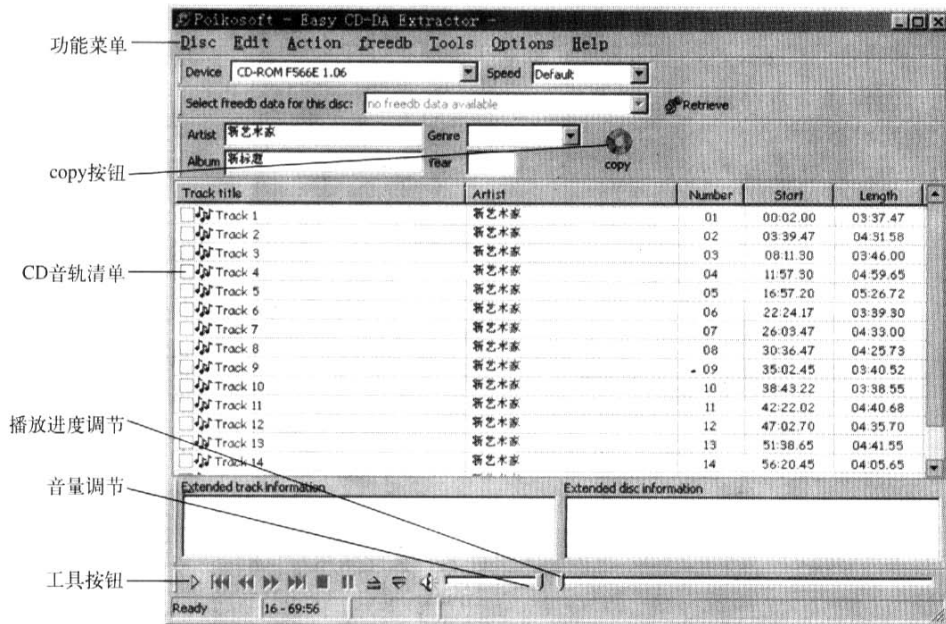 Poikosoft - Easy CD-DA Extractor -
功能菜单
Disc Edit Action freedb Tools Options Help
Device CD-ROM F566E 1.06 Speed Default
Select freedb data for this disc: no freedb data available Retrieve
Artist 新艺术家 Genre
Album 新标题 Year copy
copy按钮
Track title Artist Number Start Length
Track 1 新艺术家 01 00:02.00 03:37.47
Track 2 新艺术家 02 03:39.47 04:31.58
Track 3 新艺术家 03 08:11.30 03:46.00
CD音轨清单
Track 4 新艺术家 04 11:57.30 04:59.65
Track 5 新艺术家 05 16:57.20 05:26.72
Track 6 新艺术家 06 22:24.17 03:39.30
Track 7 新艺术家 07 26:03.47 04:33.00
Track 8 新艺术家 08 30:36.47 04:25.73
Track 9 新艺术家 09 35:02.45 03:40.52
Track 10 新艺术家 10 38:43.22 03:38.55
Track 11 新艺术家 11 42:22.02 04:40.68
播放进度调节
Track 12 新艺术家 12 47:02.70 04:35.70
Track 13 新艺术家 13 51:38.65 04:41.55
Track 14 新艺术家 14 56:20.45 04:05.65
音量调节
Extended track information Extended disc information
工具按钮
Ready 16 - 69:56